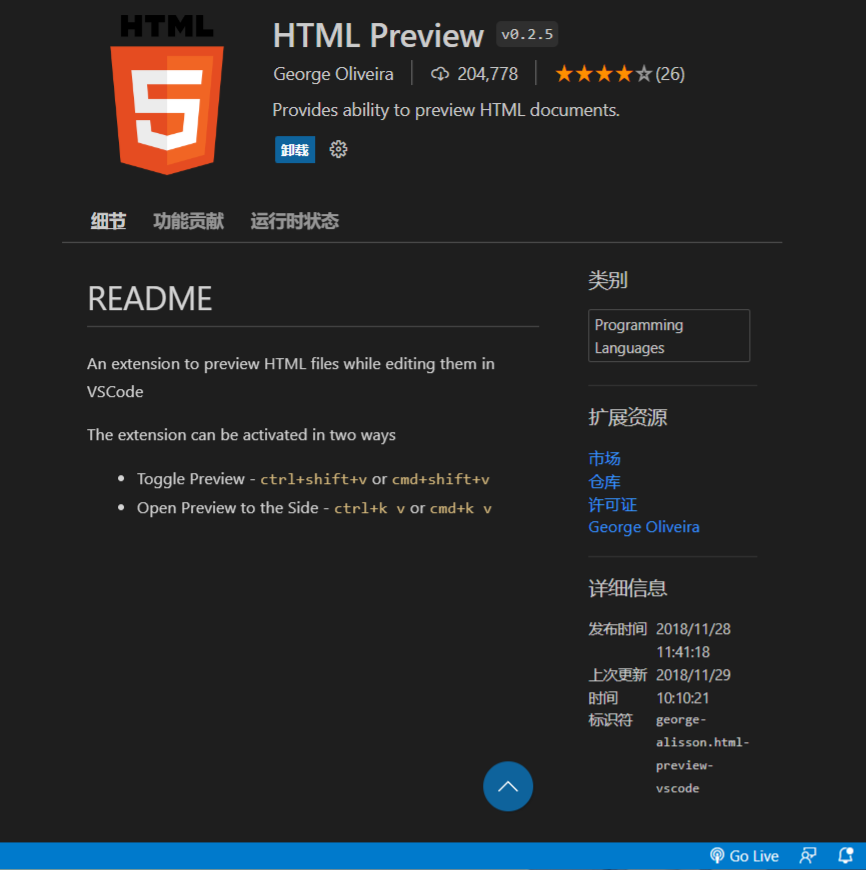 HTML
HTML Preview v0.2.5
George Oliveira 204,778 (26)
Provides ability to preview HTML documents.
卸载
细节 功能贡献 运行时状态
README
An extension to preview HTML files while editing them in
VSCode
The extension can be activated in two ways
Toggle Preview - ctrl+shift+v or cmd+shift+v
Open Preview to the Side - ctrl+k v or cmd+k v
类别
Programming
Languages
扩展资源
市场
仓库
许可证
George Oliveira
详细信息
发布时间 2018/11/28
11:41:18
上次更新 2018/11/29
时间 10:10:21
标识符 george-
alisson.html-
preview-
vscode
Go Live